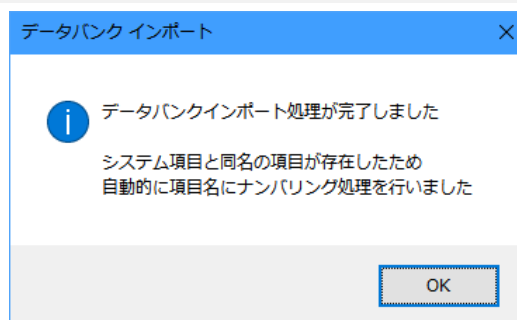 データバンク インポート
データバンクインポート処理が完了しました
システム項目と同名の項目が存在したため
自動的に項目名にナンバリング処理を行いました
OK